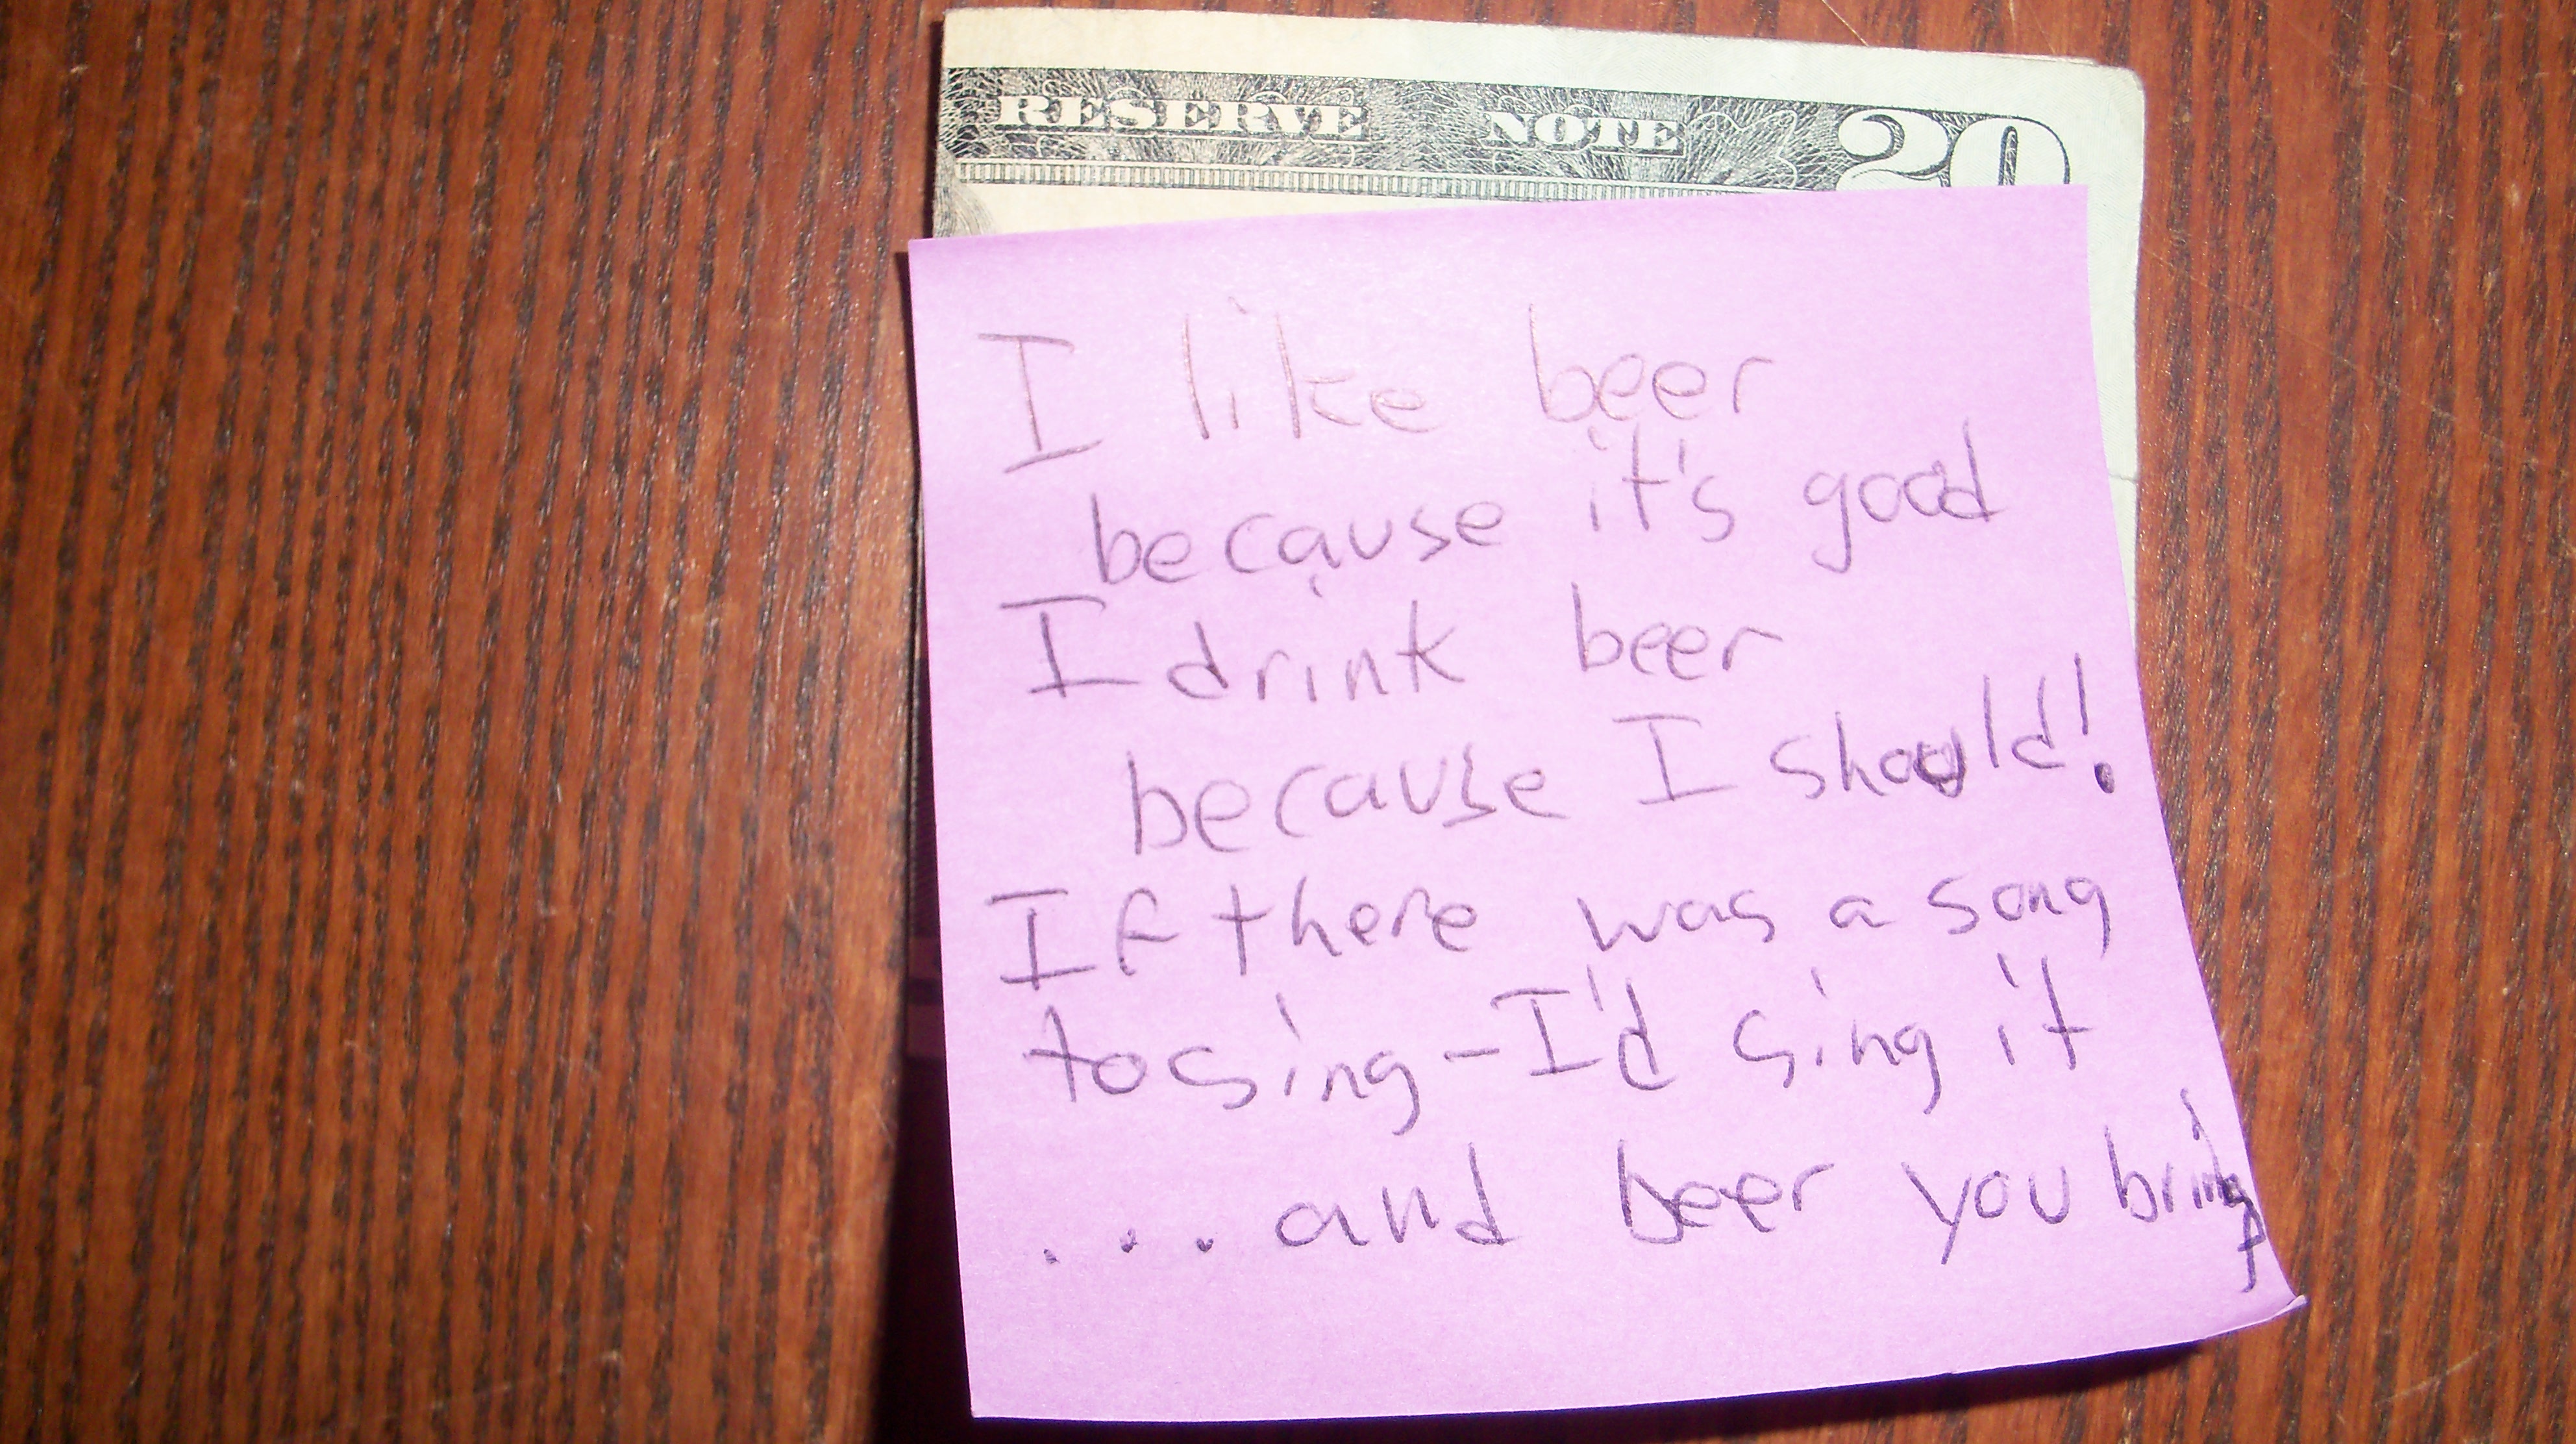 RESERVE NOTE 20
I like beer
because it's good
I drink beer
because I should!
If there was a song
to sing - I'd sing it
... and beer you bring